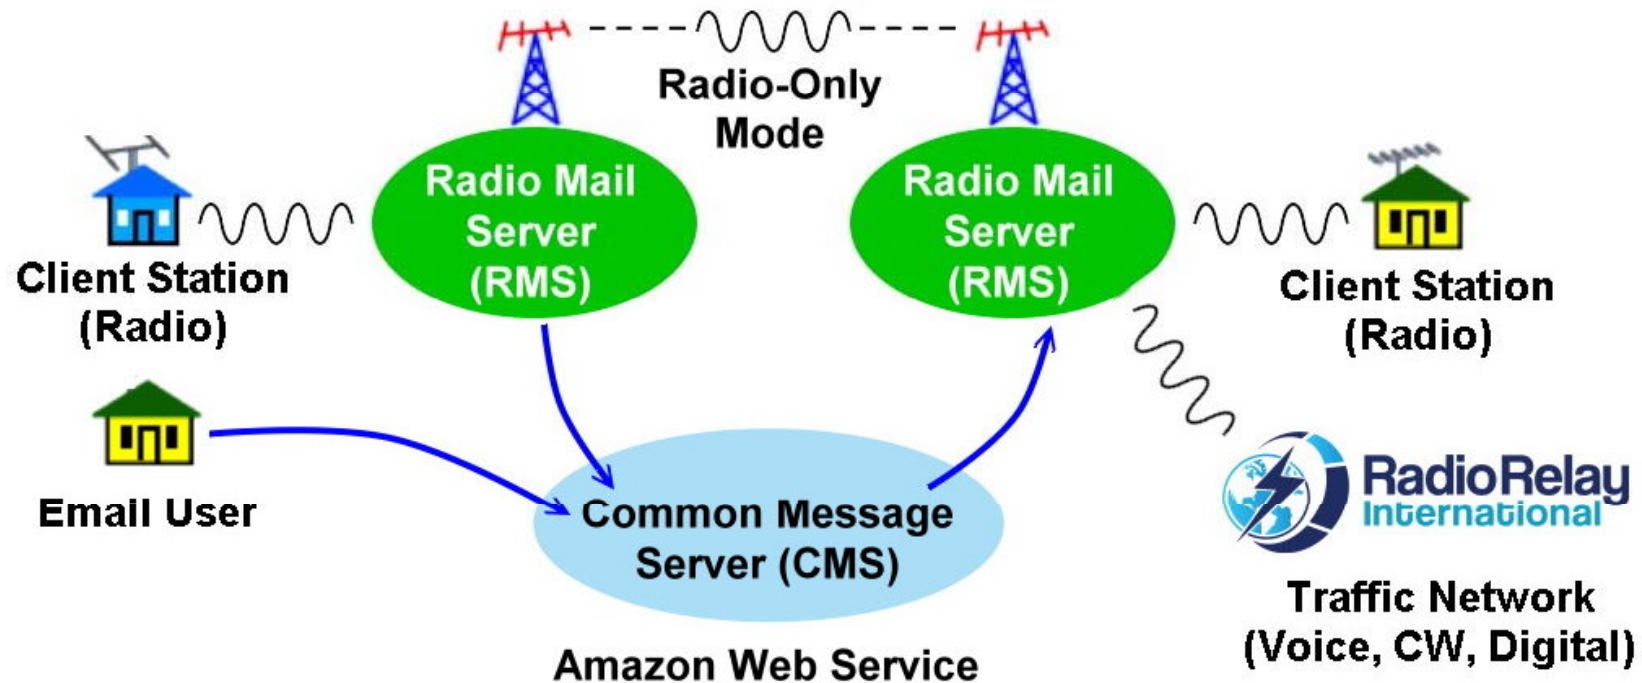 Radio-Only
Mode
Radio Mail
Server
(RMS)
Radio Mail
Server
(RMS)
Client Station
(Radio)
Client Station
(Radio)
Email User
Common Message
Server (CMS)
Amazon Web Service
RadioRelay
International
Traffic Network
(Voice, CW, Digital)